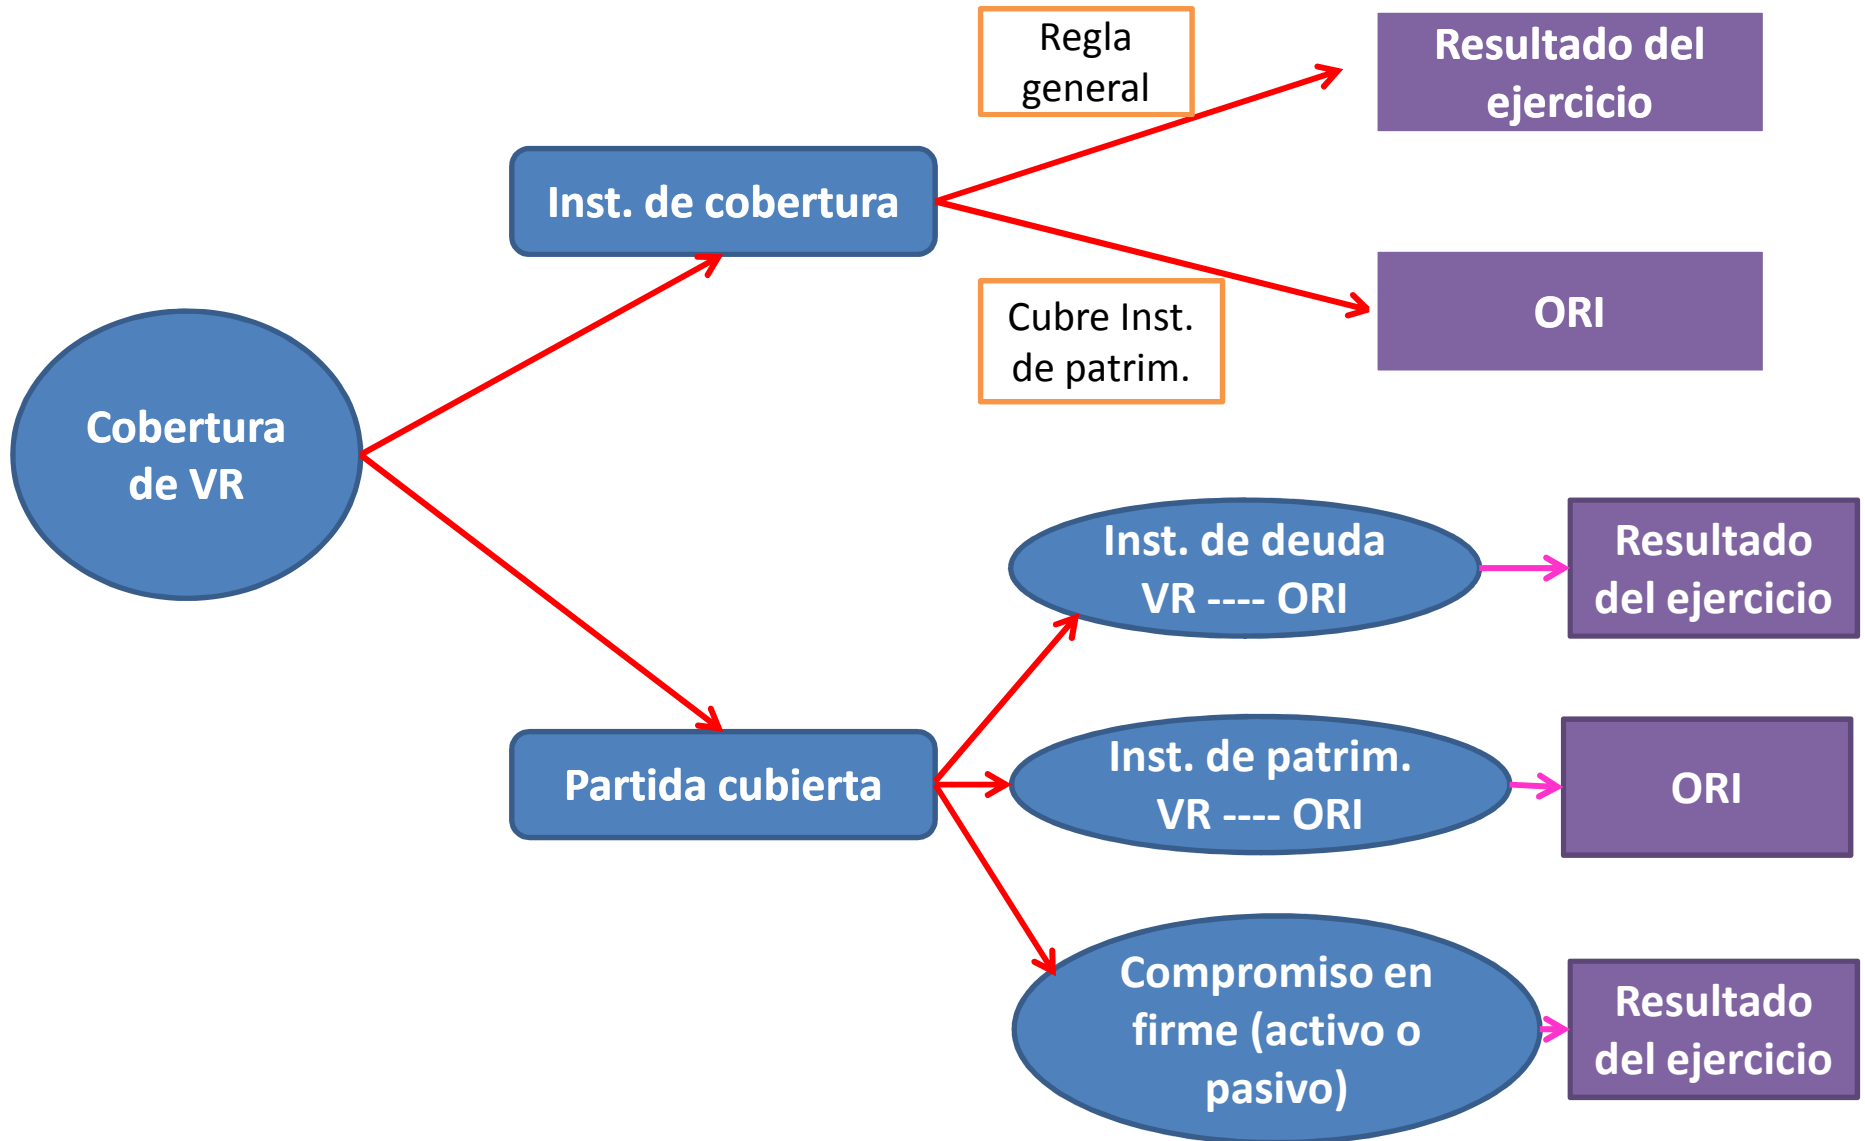 Regla
general
Resultado del
ejercicio
Inst. de cobertura
Cubre Inst.
de patrim.
ORI
Cobertura
de VR
Partida cubierta
Inst. de deuda
VR ---- ORI
Resultado
del ejercicio
Inst. de patrim.
VR ---- ORI
ORI
Compromiso en
firme (activo o
pasivo)
Resultado
del ejercicio